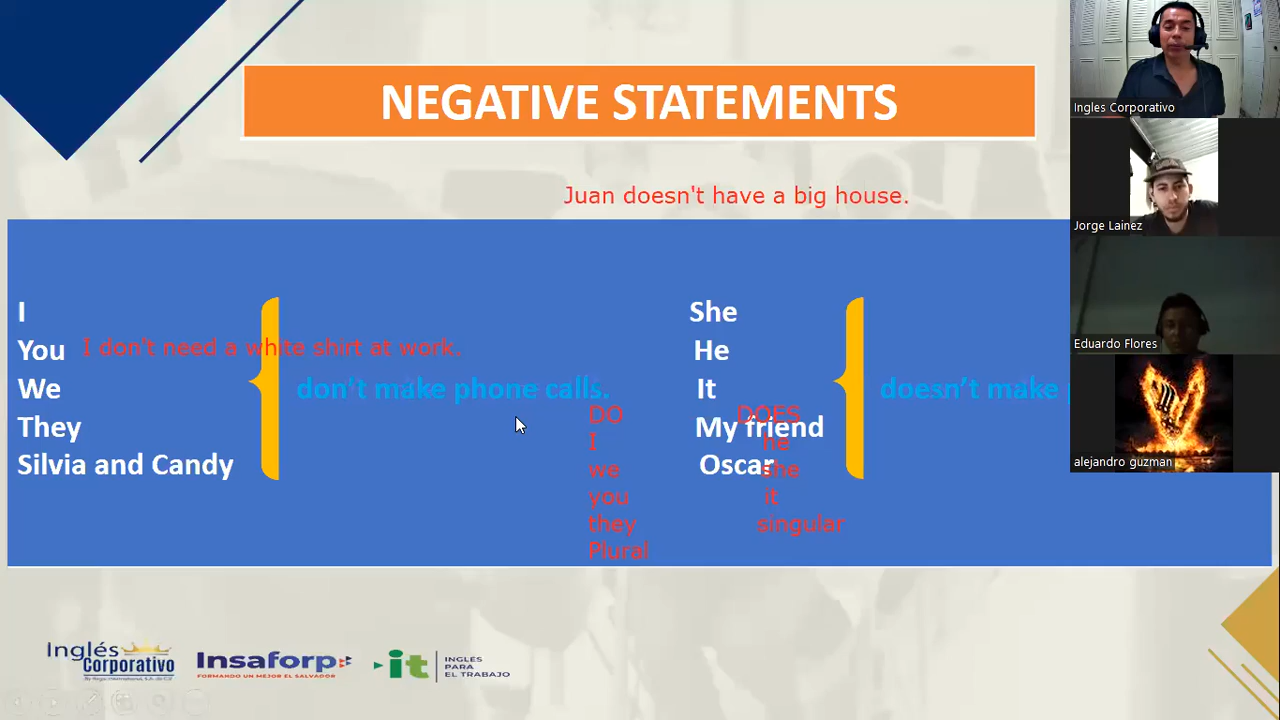 NEGATIVE STATEMENTS
Juan doesn't have a big house.
I
You
We
They
Silvia and Candy
I don't need a white shirt at work.
don't make phone calls.
She
He
It
My friend
Oscar
doesn't make
DO
I
we
you
they
Plural
DOES
he
she
it
singular
Ingles Corporativo
Jorge Lainez
Eduardo Flores
alejandro guzman
Inglés
Corporativo
Insaforp
FORMANDO UN MEJOR EL SALVADOR
it
INGLÉS
PARA
EL TRABAJO